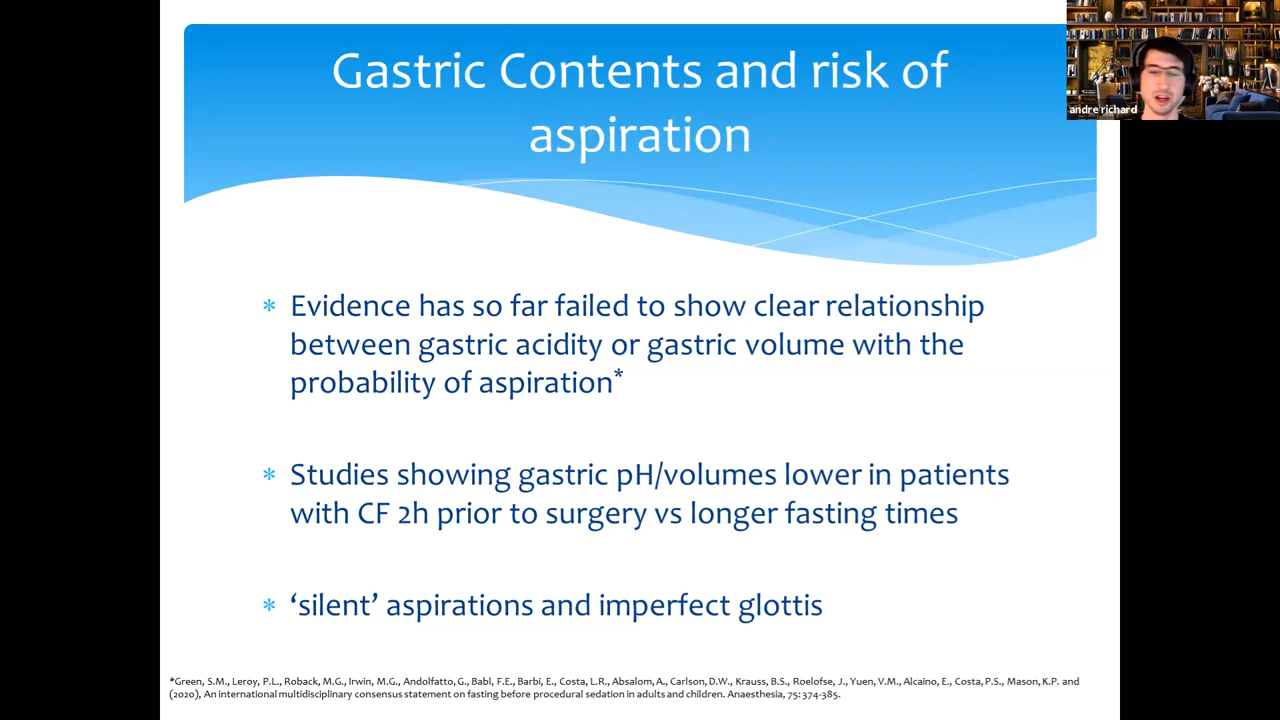 Gastric Contents and risk of
aspiration
andre richard
* Evidence has so far failed to show clear relationship
between gastric acidity or gastric volume with the
probability of aspiration*
* Studies showing gastric pH/volumes lower in patients
with CF 2h prior to surgery vs longer fasting times
* ‘silent’ aspirations and imperfect glottis
*Green, S.M., Leroy, P.L., Roback, M.G., Irwin, M.G., Andolfatto, G., Babl, F.E., Barbi, E., Costa, L.R., Absalom, A., Carlson, D.W., Krauss, B.S., Roelofse, J., Yuen, V.M., Alcaino, E., Costa, P.S., Mason, K.P. and
(2020), An international multidisciplinary consensus statement on fasting before procedural sedation in adults and children. Anaesthesia, 75: 374-385.